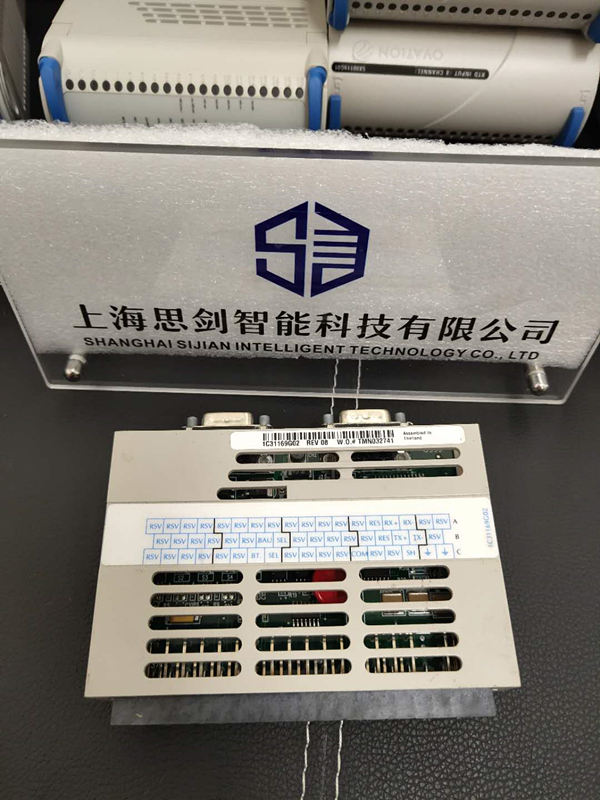 OVATION
RTD INPUT (8 CHANNEL)
5X00119G01
上海思剑智能科技有限公司
SHANGHAI SIJIAN INTELLIGENT TECHNOLOGY CO., LTD
1C31169G02 REV 08 W.O.# TMN032741
Assembled in
Thailand
RSV RSV RSV RSV RSV RSV RSV RSV RSV RSV RSV RSV RSV RES RX+ RX- RSV RSV A
RSV RSV RSV RSV RSV RSV BAU SEL RSV RSV RSV RSV RSV RES TX+ TX- RSV B
RSV RSV RSV RSV RSV RSV BT. SEL RSV RSV RSV RSV COM RSV RSV SH C
1C31169G02